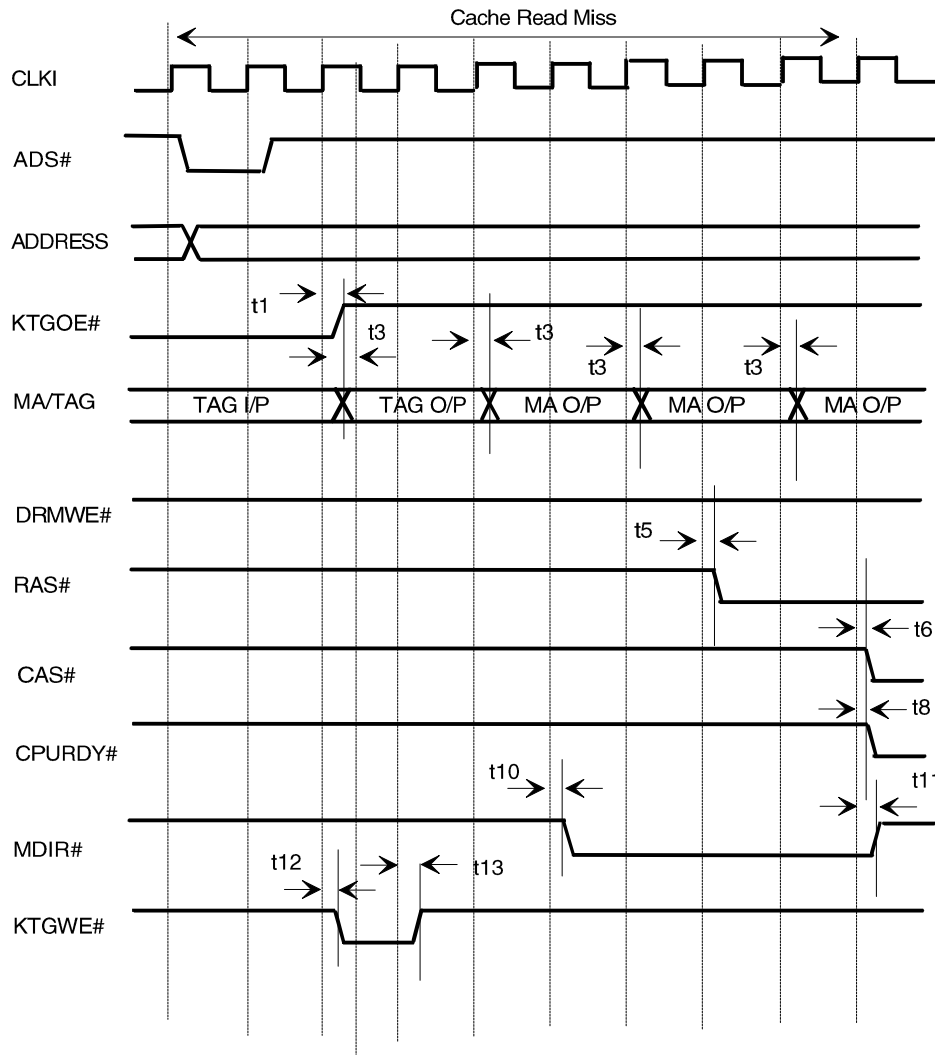 Cache Read Miss
CLKI
ADS#
ADDRESS
t1
KTGOE#
t3
t3
t3
t3
MA/TAG
TAG I/P
TAG O/P
MA O/P
MA O/P
MA O/P
DRMWE#
t5
RAS#
t6
CAS#
t8
CPURDY#
t10
t11
MDIR#
t12
t13
KTGWE#